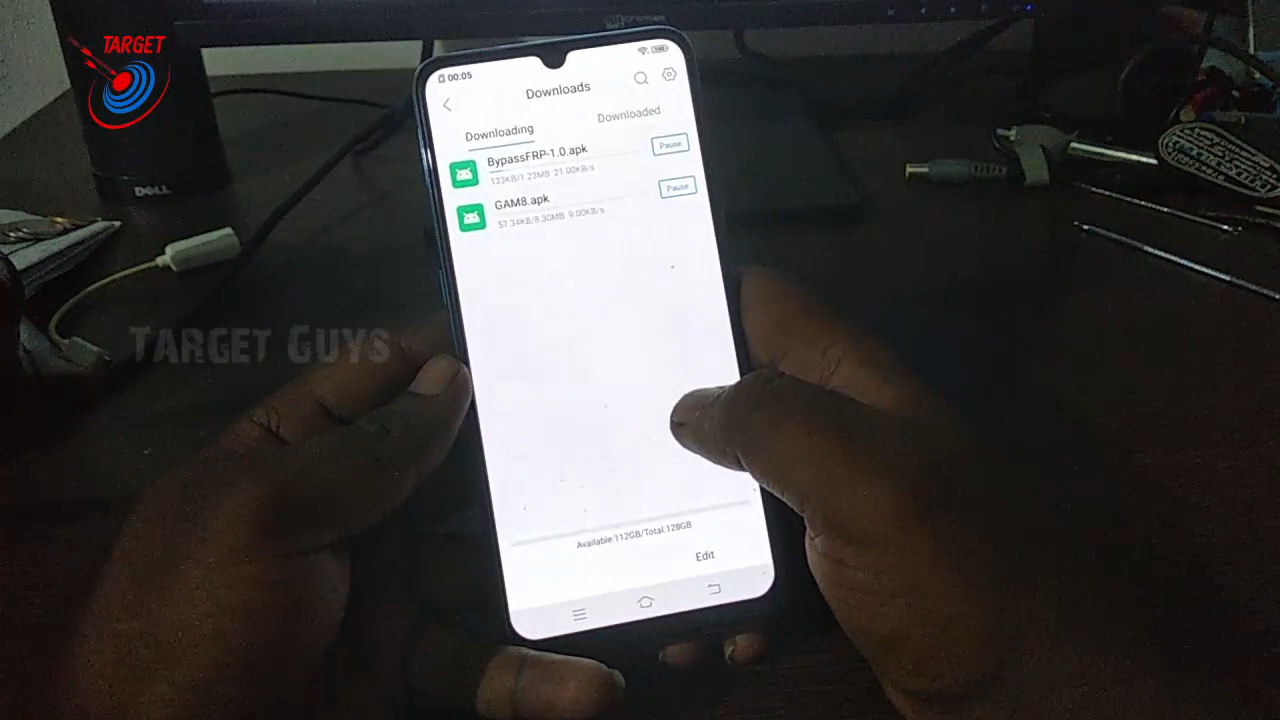 TARGET
00:05
Downloads
Downloading
Downloaded
BypassFRP-1.0.apk
123KB/1.23MB 21.00KB/s
Pause
GAM8.apk
57.34KB/8.30MB 9.00KB/s
Pause
DELL
TARGET GUYS
Available:112GB/Total:128GB
Edit